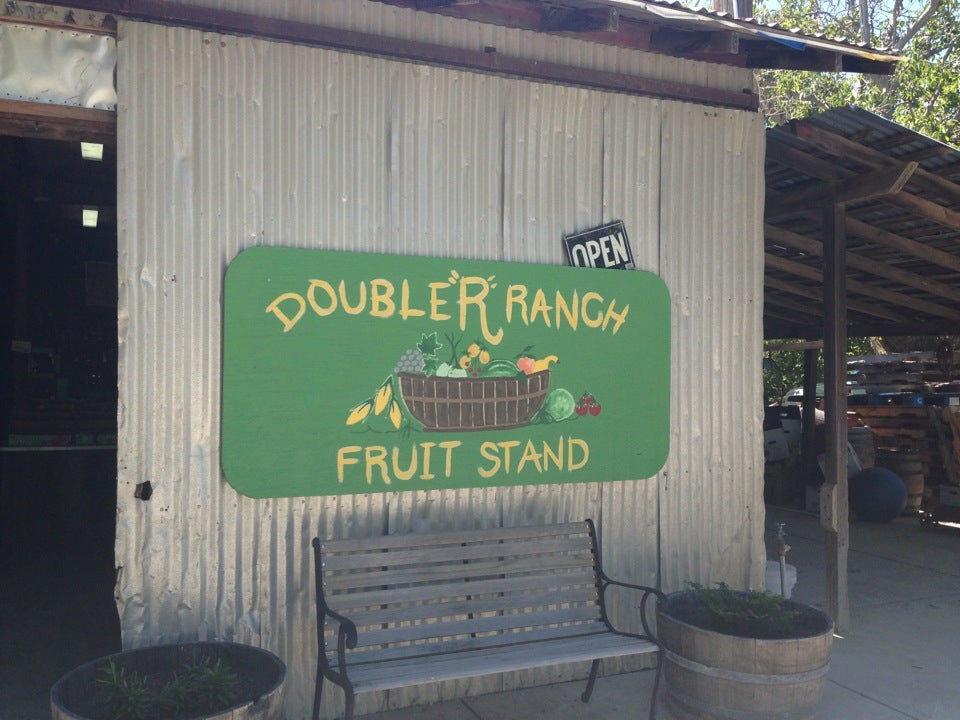 OPEN
DOUBLE "R" RANCH
FRUIT STAND